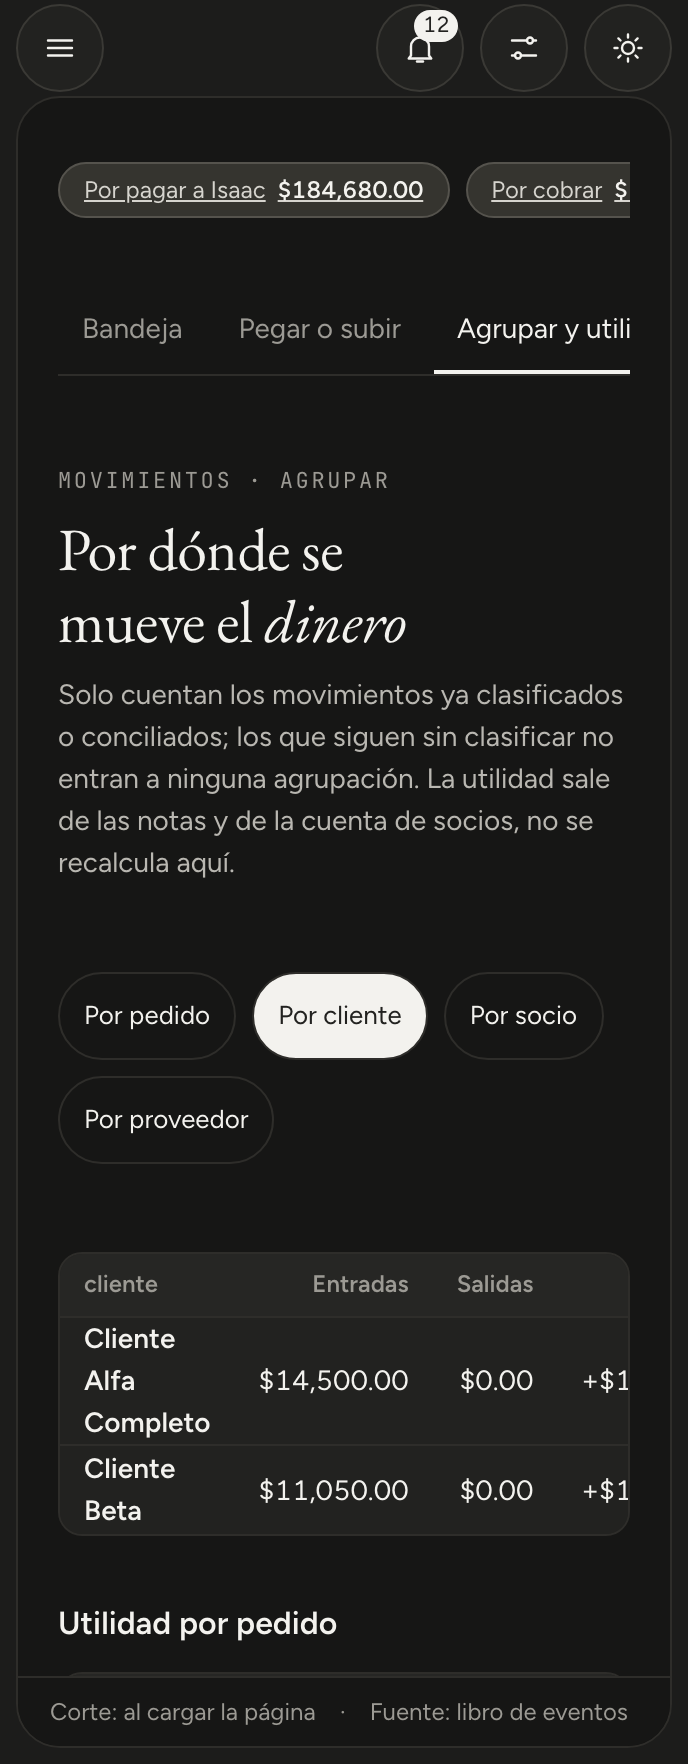 12
Por pagar a Isaac $184,680.00 Por cobrar $
Bandeja Pegar o subir Agrupar y utili
MOVIMIENTOS · AGRUPAR
Por dónde se
mueve el dinero
Solo cuentan los movimientos ya clasificados
o conciliados; los que siguen sin clasificar no
entran a ninguna agrupación. La utilidad sale
de las notas y de la cuenta de socios, no se
recalcula aquí.
Por pedido Por cliente Por socio
Por proveedor
cliente Entradas Salidas
Cliente
Alfa $14,500.00 $0.00 +$1
Completo
Cliente
Beta $11,050.00 $0.00 +$1
Utilidad por pedido
Corte: al cargar la página · Fuente: libro de eventos